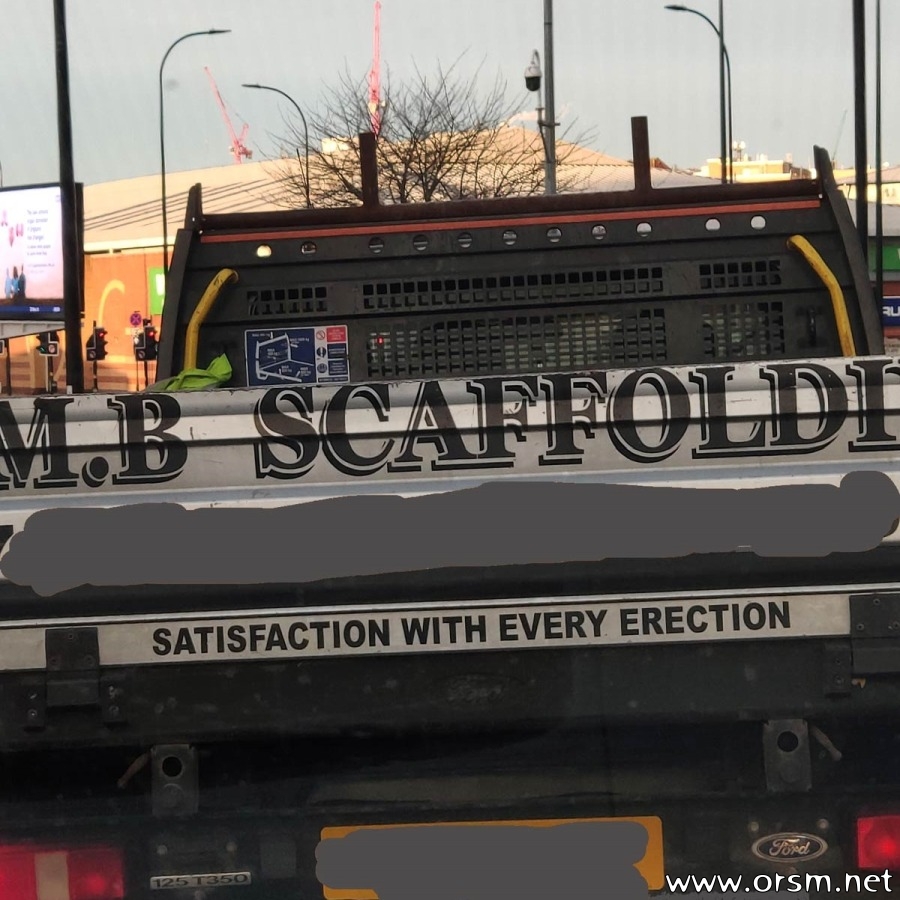 M.B SCAFFOLDI
SATISFACTION WITH EVERY ERECTION
125 T350
Ford
www.orsm.net